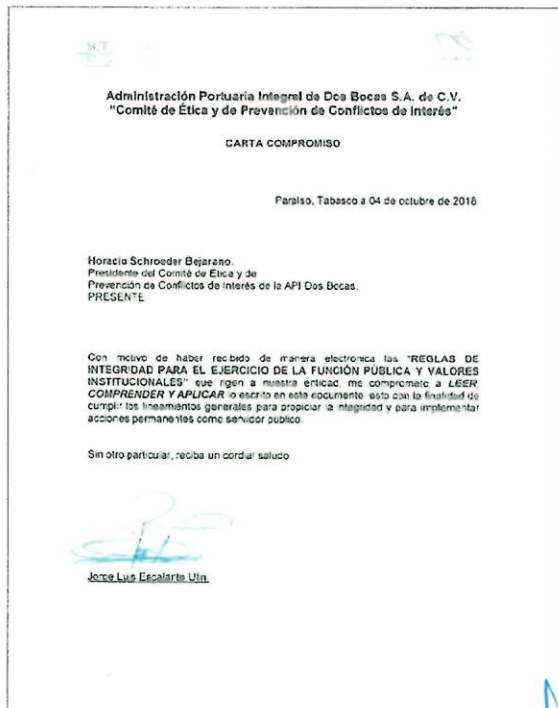 SCT
Administración Portuaria Integral de Dos Bocas S.A. de C.V.
"Comité de Ética y de Prevención de Conflictos de Interés"
CARTA COMPROMISO
Paraíso, Tabasco a 04 de octubre de 2018
Horacio Schroeder Bejarano.
Presidente del Comité de Ética y de
Prevención de Conflictos de Interés de la API Dos Bocas.
PRESENTE
Con motivo de haber recibido de manera electrónica las "REGLAS DE
INTEGRIDAD PARA EL EJERCICIO DE LA FUNCIÓN PÚBLICA Y VALORES
INSTITUCIONALES" que rigen a nuestra entidad, me comprometo a LEER,
COMPRENDER Y APLICAR lo escrito en este documento esto con la finalidad de
cumplir los lineamientos generales para propiciar la integridad y para implementar
acciones permanentes como servidor público.
Sin otro particular, reciba un cordial saludo
Jorge Luis Escalante Ulin.